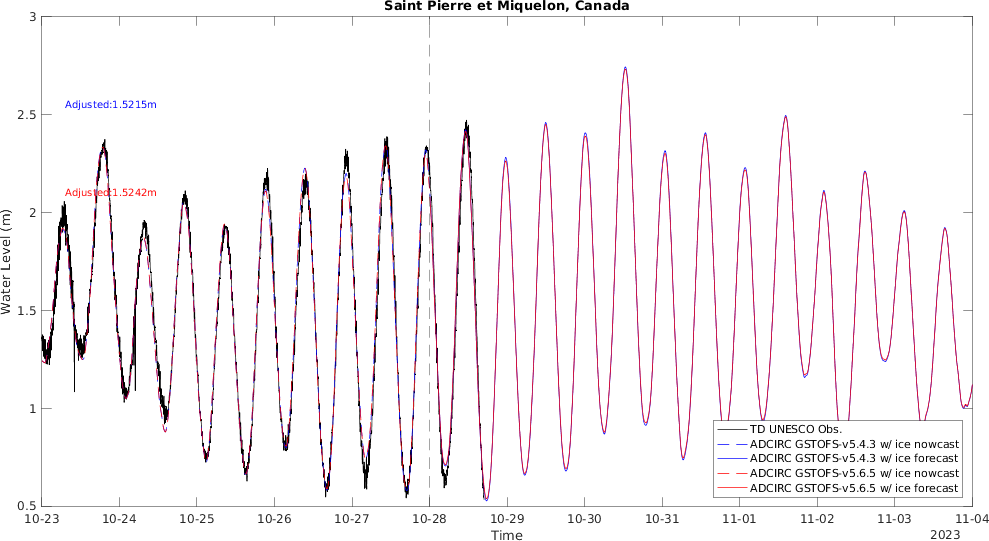 Saint Pierre et Miquelon, Canada
3
2.5
2
1.5
1
0.5
Water Level (m)
Adjusted:1.5215m
Adjusted:1.5242m
TD UNESCO Obs.
ADCIRC GSTOFS-v5.4.3 w/ ice nowcast
ADCIRC GSTOFS-v5.4.3 w/ ice forecast
ADCIRC GSTOFS-v5.6.5 w/ ice nowcast
ADCIRC GSTOFS-v5.6.5 w/ ice forecast
10-23 10-24 10-25 10-26 10-27 10-28 10-29 10-30 10-31 11-01 11-02 11-03 11-04
Time
2023